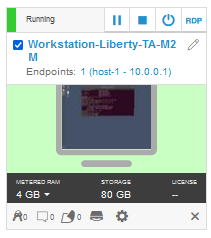 Running RDP
Workstation-Liberty-TA-M2
M
Endpoints: 1 (host-1 - 10.0.0.1)
METERED RAM STORAGE LICENSE
4 GB 80 GB --
0 0 0